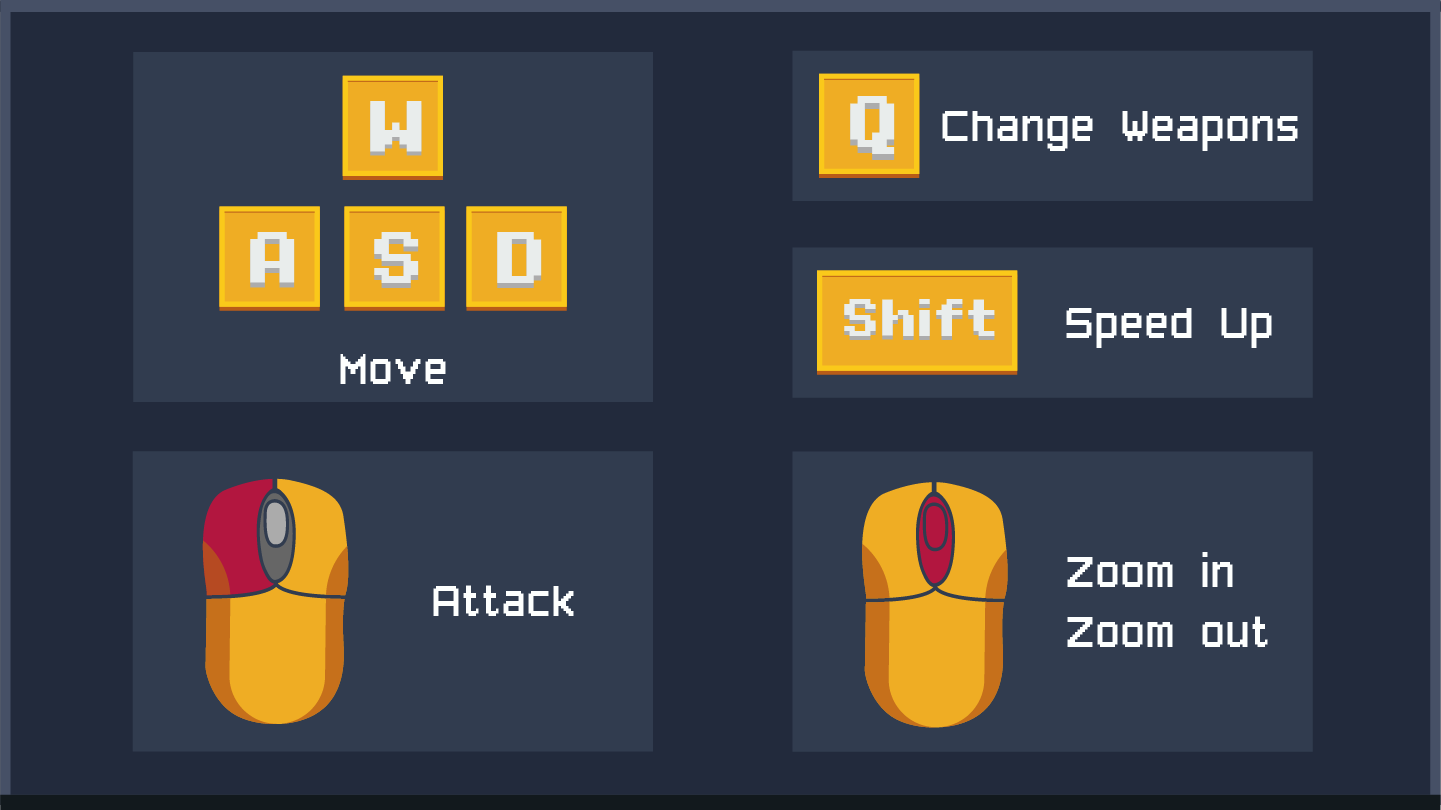 W
A S D
Move
Q Change Weapons
Shift Speed Up
Attack
Zoom in
Zoom out